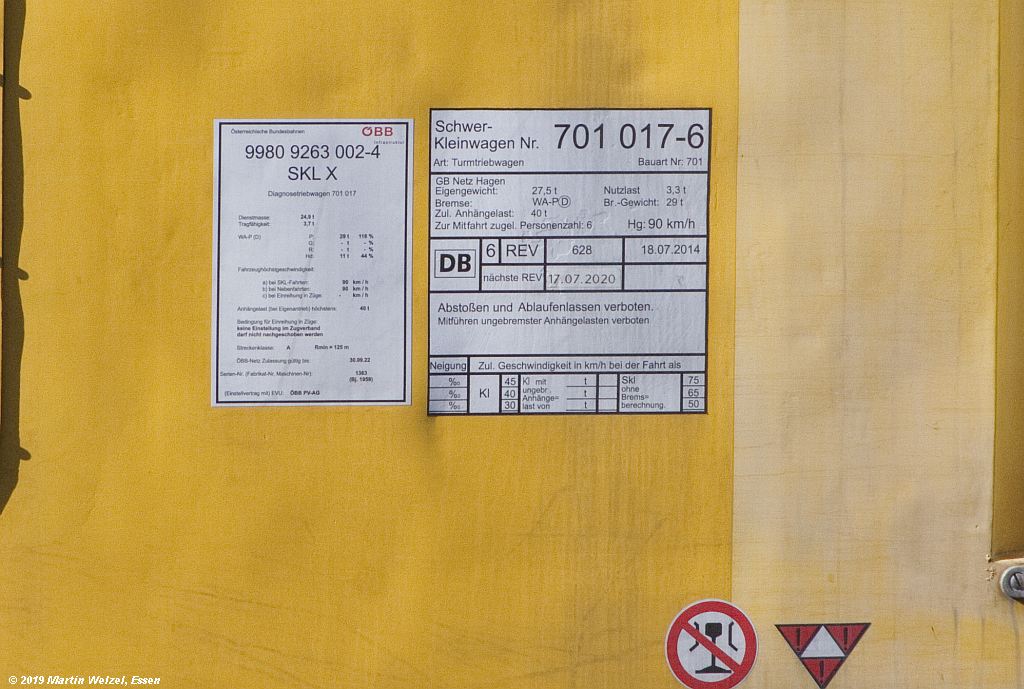 Österreichische Bundesbahnen
ÖBB
Infrastruktur
9980 9263 002-4
SKL X
Diagnosetriebwagen 701 017
Dienstmasse: 24,9 t
Tragfähigkeit: 3,7 t
WA-P (D) P: 29 t 116 %
G: - t - %
R: - t - %
Hd: 11 t 44 %
Fahrzeughöchstgeschwindigkeit:
a) bei SKL-Fahrten: 90 km / h
b) bei Nebenfahrten: 90 km / h
c) bei Einreihung in Züge: - km / h
Anhängelast (bei Eigenantrieb) höchstens: 40 t
Bedingung für Einreihung in Züge:
keine Einstellung im Zugverband
darf nicht nachgeschoben werden
Streckenklasse: A Rmin = 125 m
ÖBB-Netz Zulassung gültig bis: 30.09.22
Serien-Nr. (Fabrikat-Nr, Maschinen-Nr): 1363
(Bj. 1959)
(Einstellvertrag mit) EVU: ÖBB PV-AG
Schwer-
Kleinwagen Nr. 701 017-6
Art: Turmtriebwagen Bauart Nr: 701
GB Netz Hagen
Eigengewicht: 27,5 t Nutzlast 3,3 t
Bremse: WA-P D Br.-Gewicht: 29 t
Zul. Anhängelast: 40 t
Zur Mitfahrt zugel. Personenzahl: 6 Hg: 90 km/h
DB 6 REV 628 18.07.2014
nächste REV 17.07.2020
Abstoßen und Ablaufenlassen verboten.
Mitführen ungebremster Anhängelasten verboten
Neigung Zul. Geschwindigkeit in km/h bei der Fahrt als
‰ Kl 45 Kl mit t Skl 75
‰ 40 ungebr. Anhänge= t ohne Brems= 65
‰ 30 last von t berechnung. 50
! !
!
© 2019 Martin Welzel, Essen